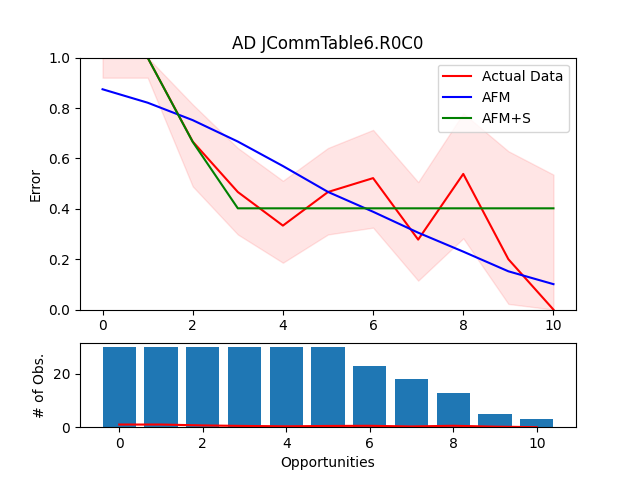 AD JCommTable6.R0C0
Actual Data
AFM
AFM+S
Error
1.0
0.8
0.6
0.4
0.2
0.0
0 2 4 6 8 10
# of Obs.
20
0
0 2 4 6 8 10
Opportunities